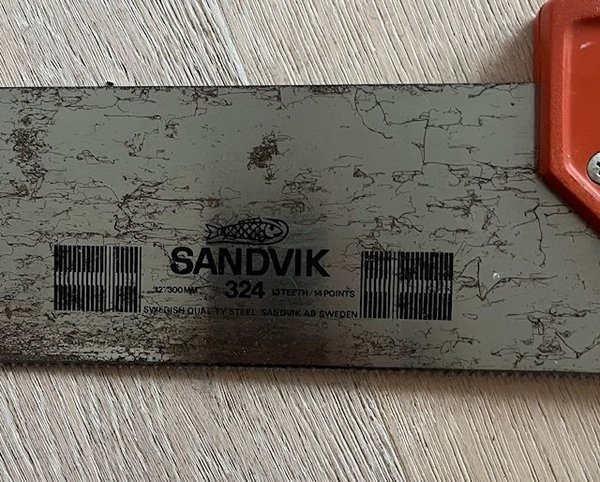 SANDVIK
12"/300MM 324 13 TEETH/14 POINTS
SWEDISH QUALITY STEEL SANDVIK AB SWEDEN